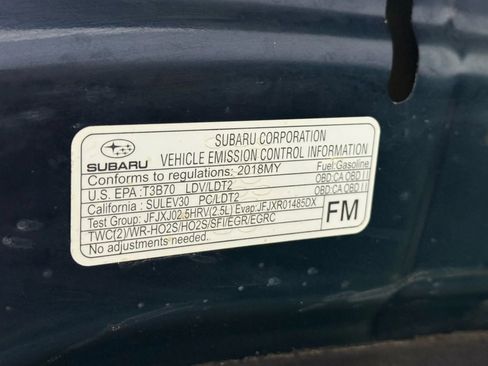 SUBARU CORPORATION
SUBARU VEHICLE EMISSION CONTROL INFORMATION
Conforms to regulations: 2018MY Fuel:Gasoline
U.S. EPA :T3B70 LDV/LDT2 OBD:CA OBD II
California : SULEV30 PC/LDT2 OBD:CA OBD II
Test Group: JFJXJ02.5HRV(2.5L) Evap:JFJXR01485DX
TWC(2)/WR-HO2S/HO2S/SFI/EGR/EGRC
No adjustments needed. FM